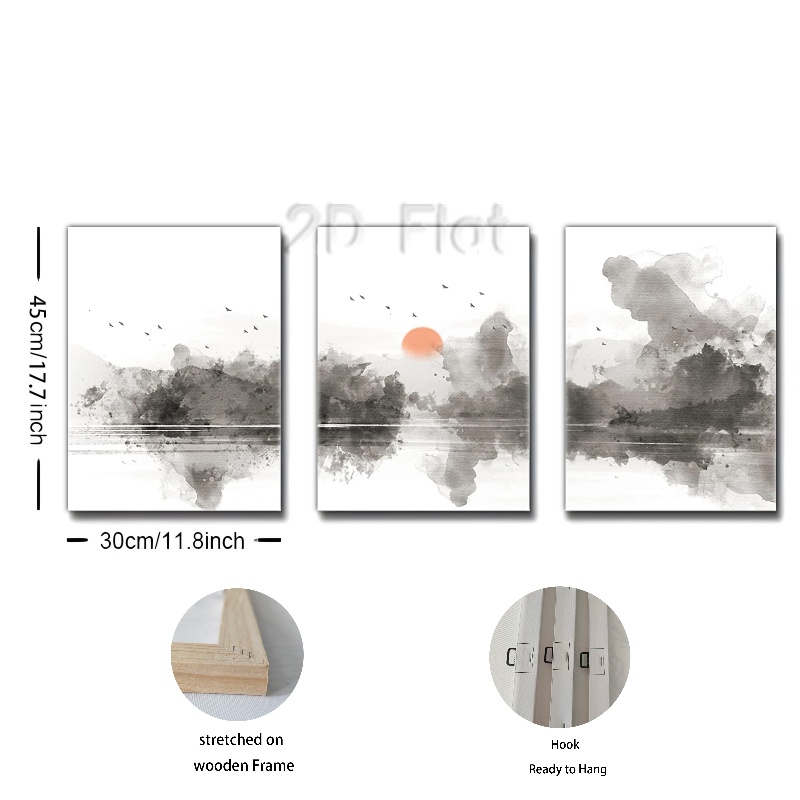 2D Flat
45cm/17.7inch
30cm/11.8inch
stretched on
wooden Frame
Hook
Ready to Hang